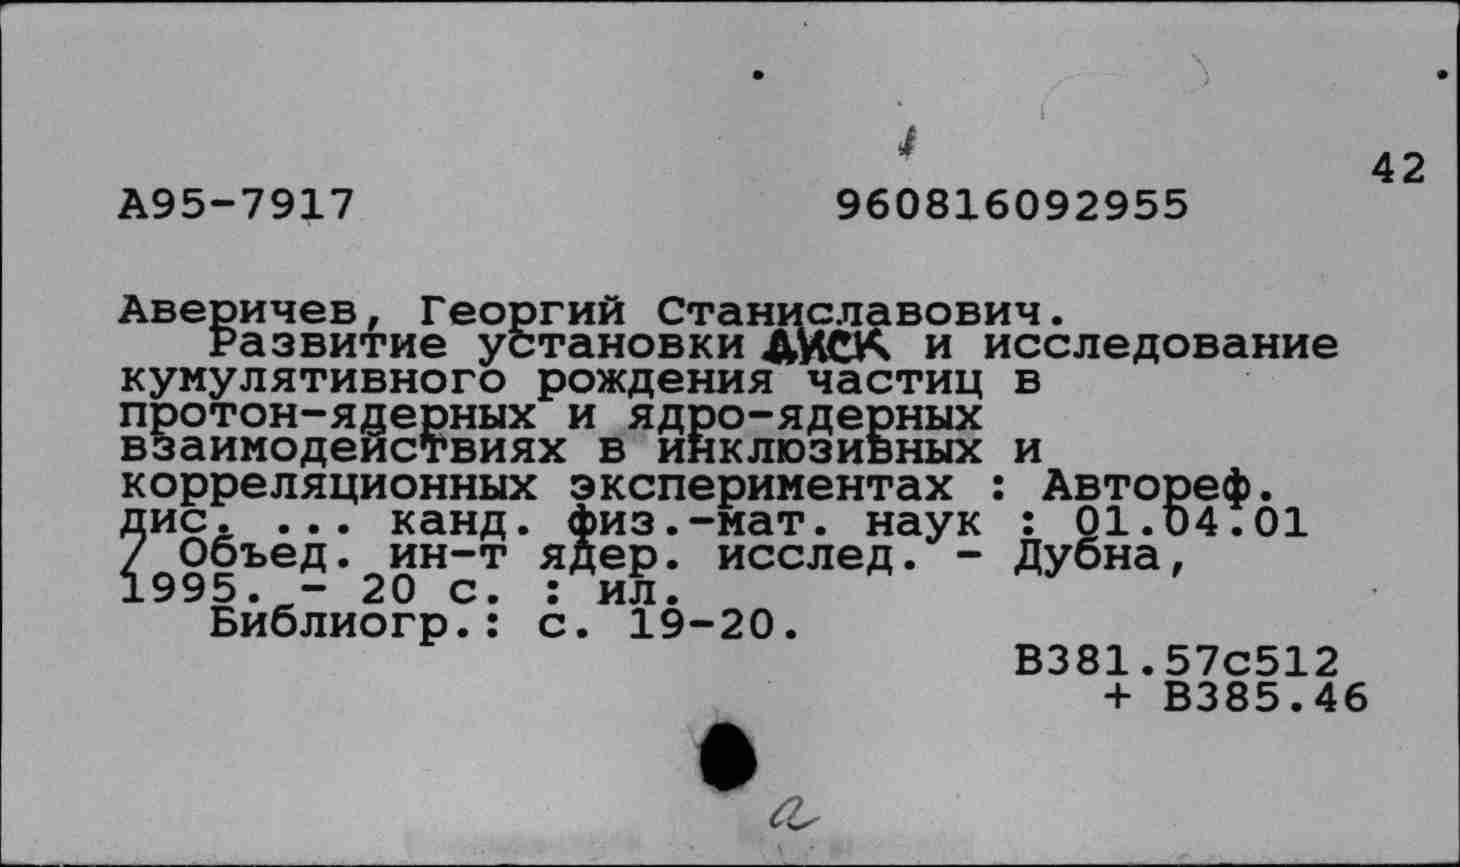 42
А95-7917 960816092955
Аверичев, Георгий Станиславович.
Развитие установки ДИСК и исследование
кумулятивного рождения частиц в
протон-ядерных и ядро-ядерных
взаимодействиях в инклюзивных и
корреляционных экспериментах : Автореф.
дис. ... канд. физ.-мат. наук : 01.04.01
/ Объед. ин-т ядер. исслед. - Дубна,
1995. - 20 с. : ил.
Библиогр.: с. 19-20.
В381.57с512
+ В385.46